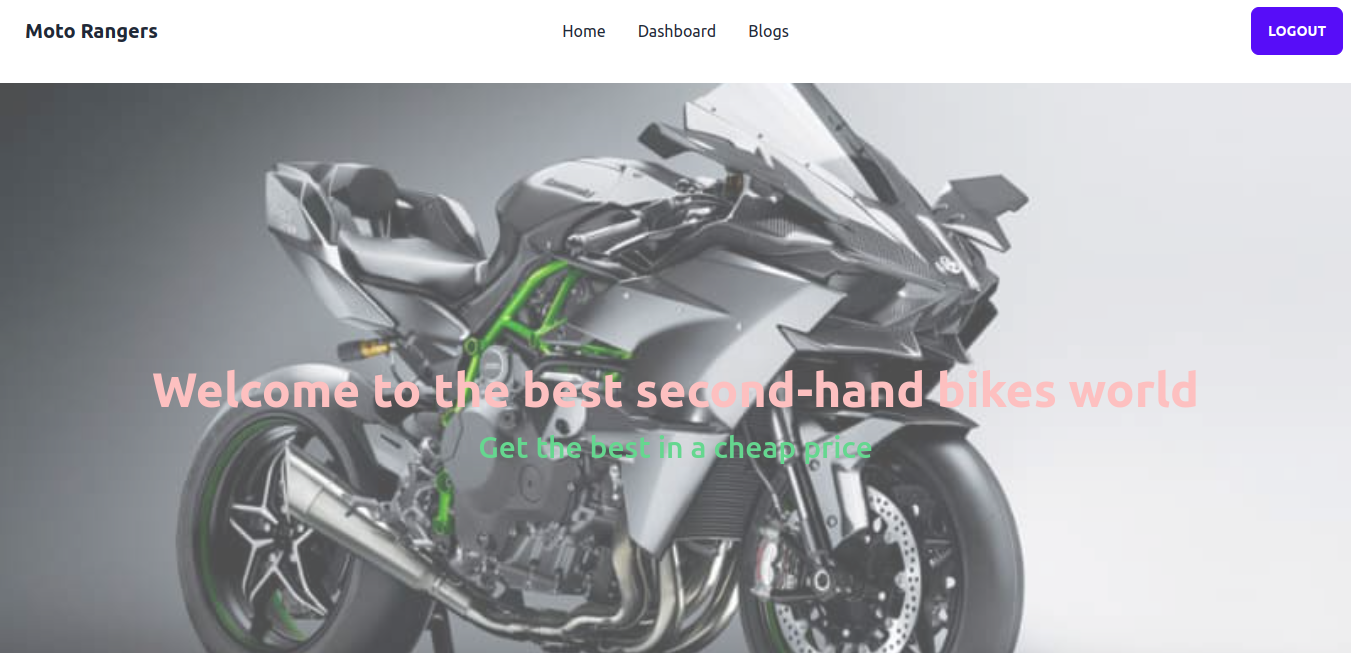 Moto Rangers
Home Dashboard Blogs
LOGOUT
Welcome to the best second-hand bikes world
Get the best in a cheap price